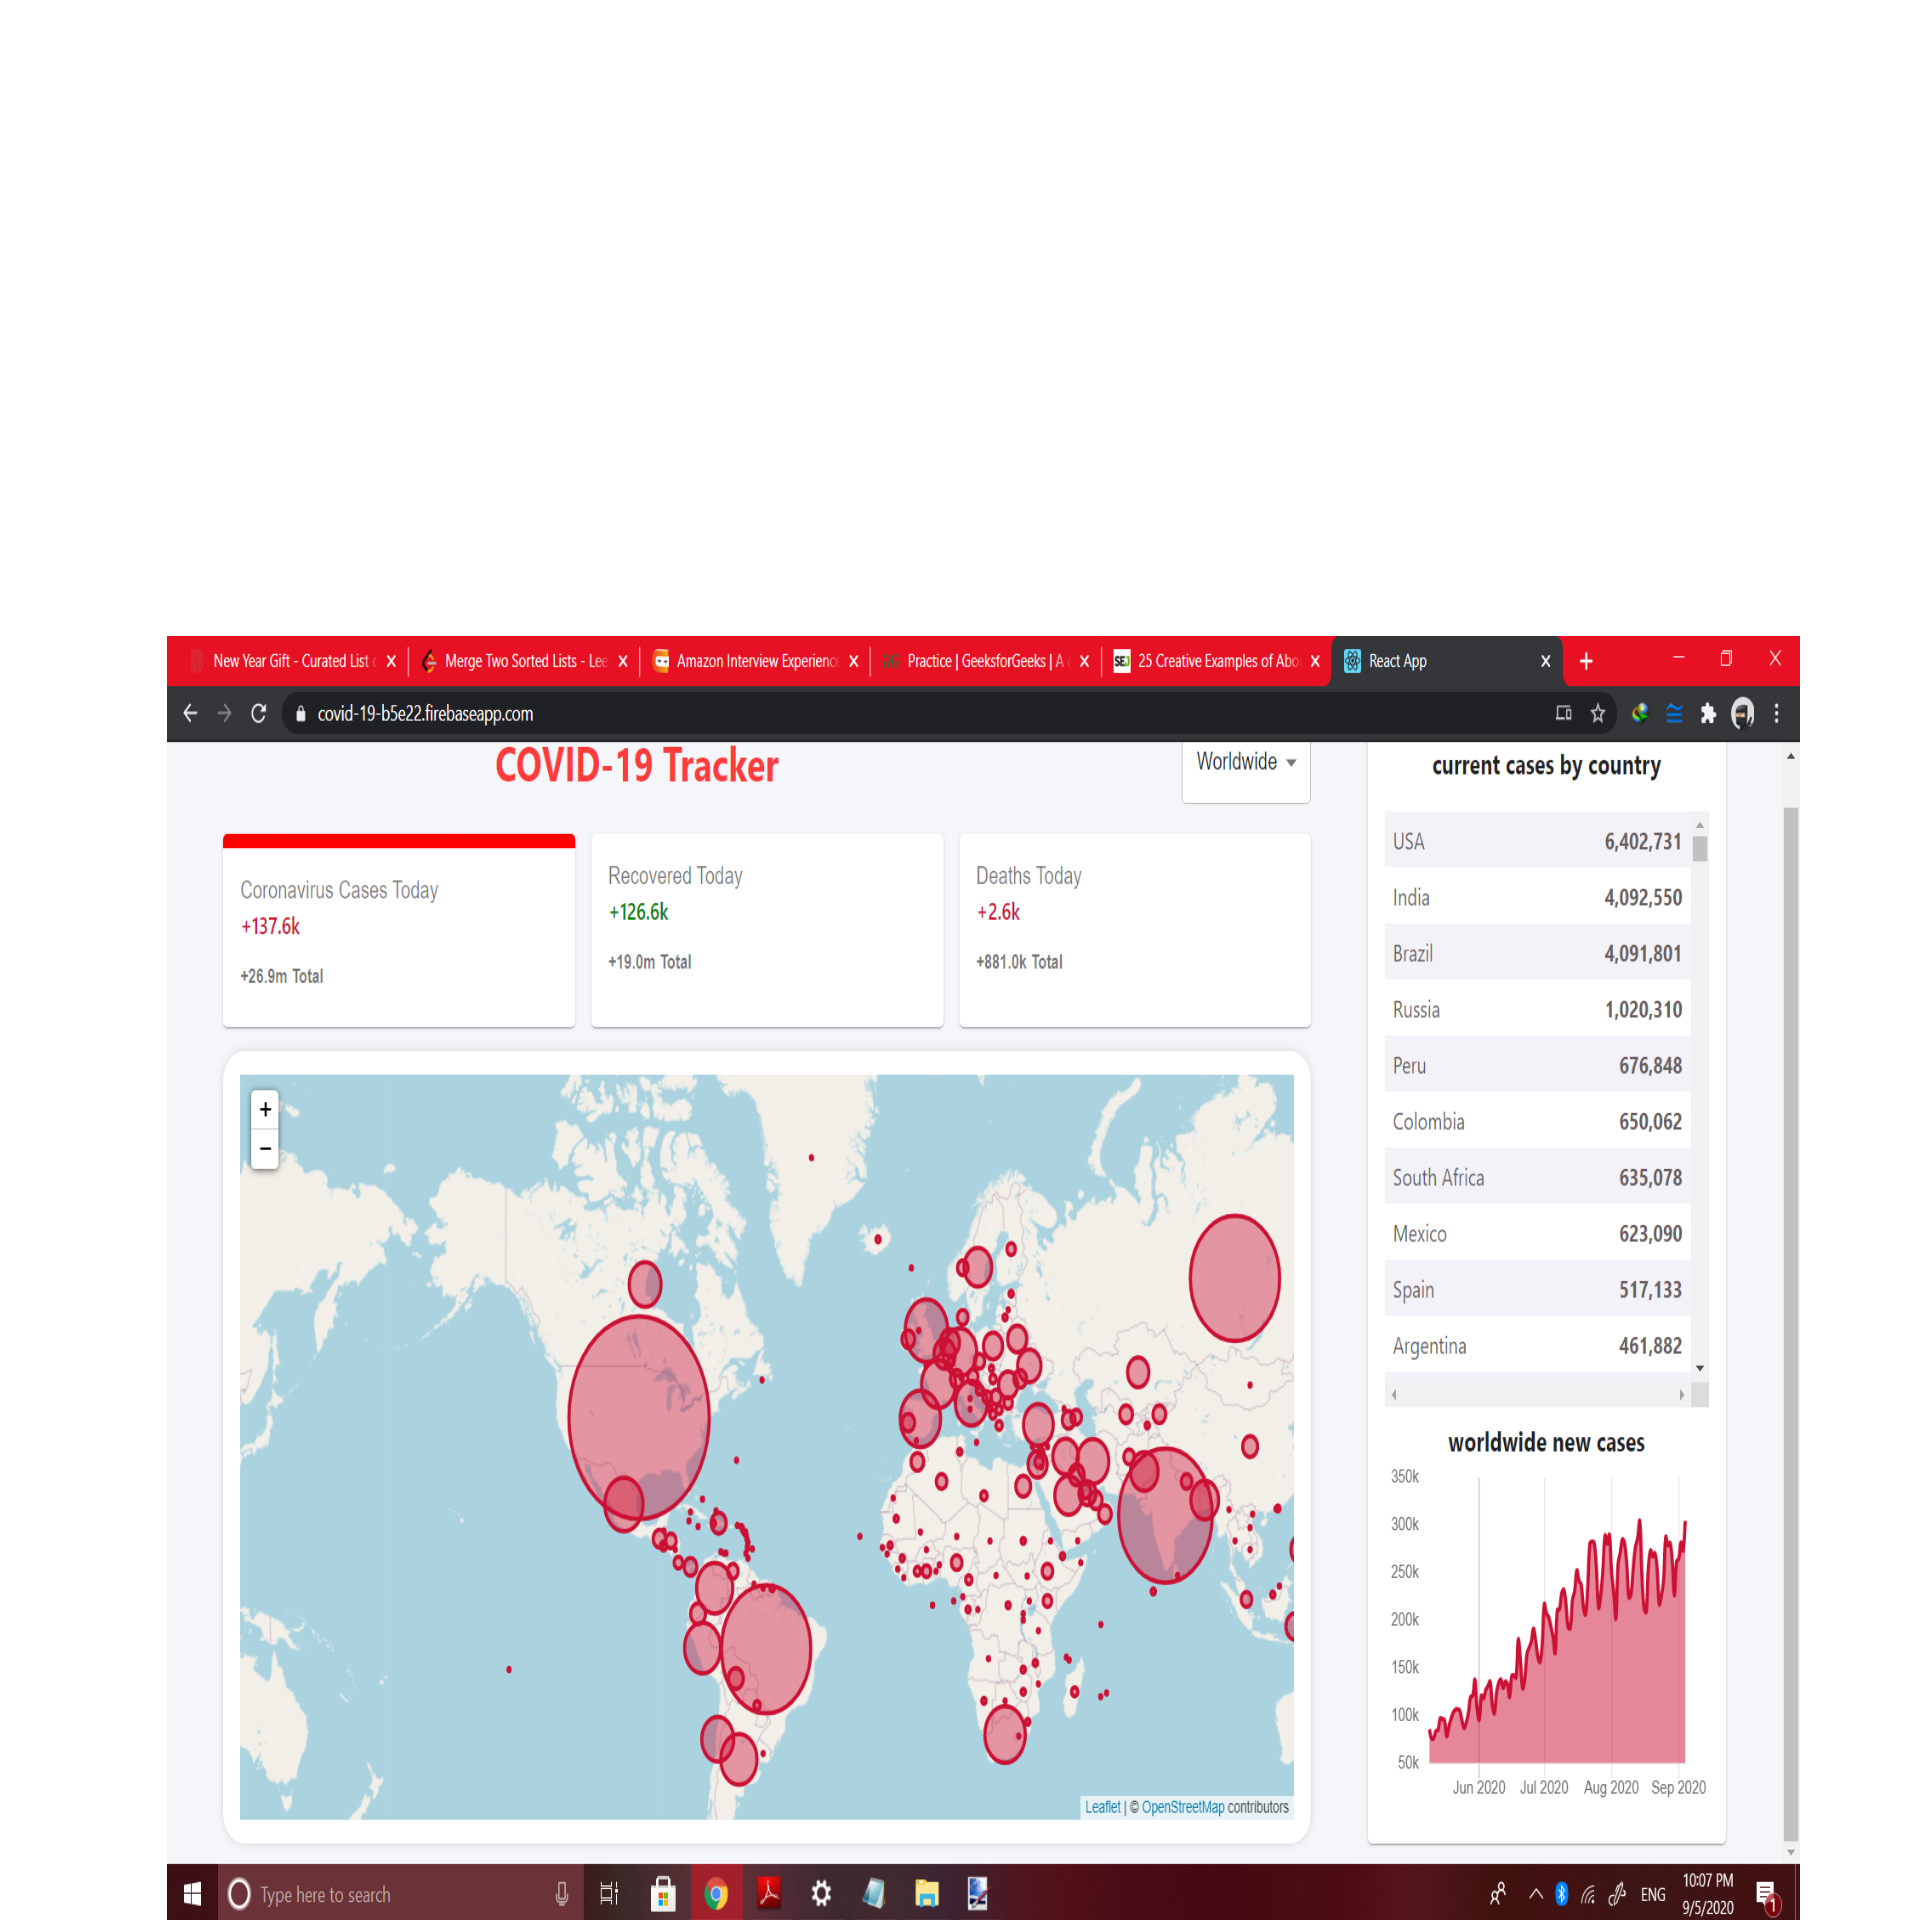 New Year Gift - Curated List
Merge Two Sorted Lists - Lee
Amazon Interview Experience
Practice | GeeksforGeeks | A
25 Creative Examples of Abo
React App
covid-19-b5e22.firebaseapp.com
COVID-19 Tracker
Worldwide
Coronavirus Cases Today
+137.6k
+26.9m Total
Recovered Today
+126.6k
+19.0m Total
Deaths Today
+2.6k
+881.0k Total
+
−
Leaflet | © OpenStreetMap contributors
current cases by country
USA 6,402,731
India 4,092,550
Brazil 4,091,801
Russia 1,020,310
Peru 676,848
Colombia 650,062
South Africa 635,078
Mexico 623,090
Spain 517,133
Argentina 461,882
worldwide new cases
350k
300k
250k
200k
150k
100k
50k
Jun 2020 Jul 2020 Aug 2020 Sep 2020
Type here to search
ENG
10:07 PM
9/5/2020
1